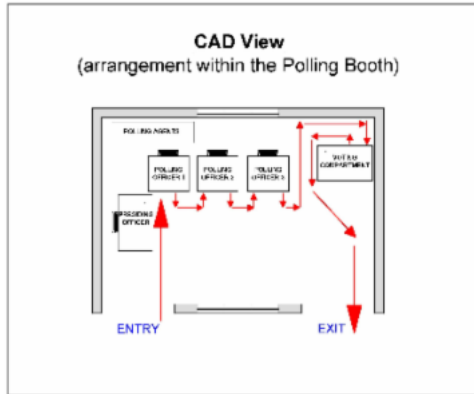 CAD View
(arrangement within the Polling Booth)
POLLING AGENTS
POLLING
OFFICER 1
POLLING
OFFICER 2
POLLING
OFFICER 3
VOTING
COMPARTMENT
PRESIDING
OFFICER
ENTRY
EXIT